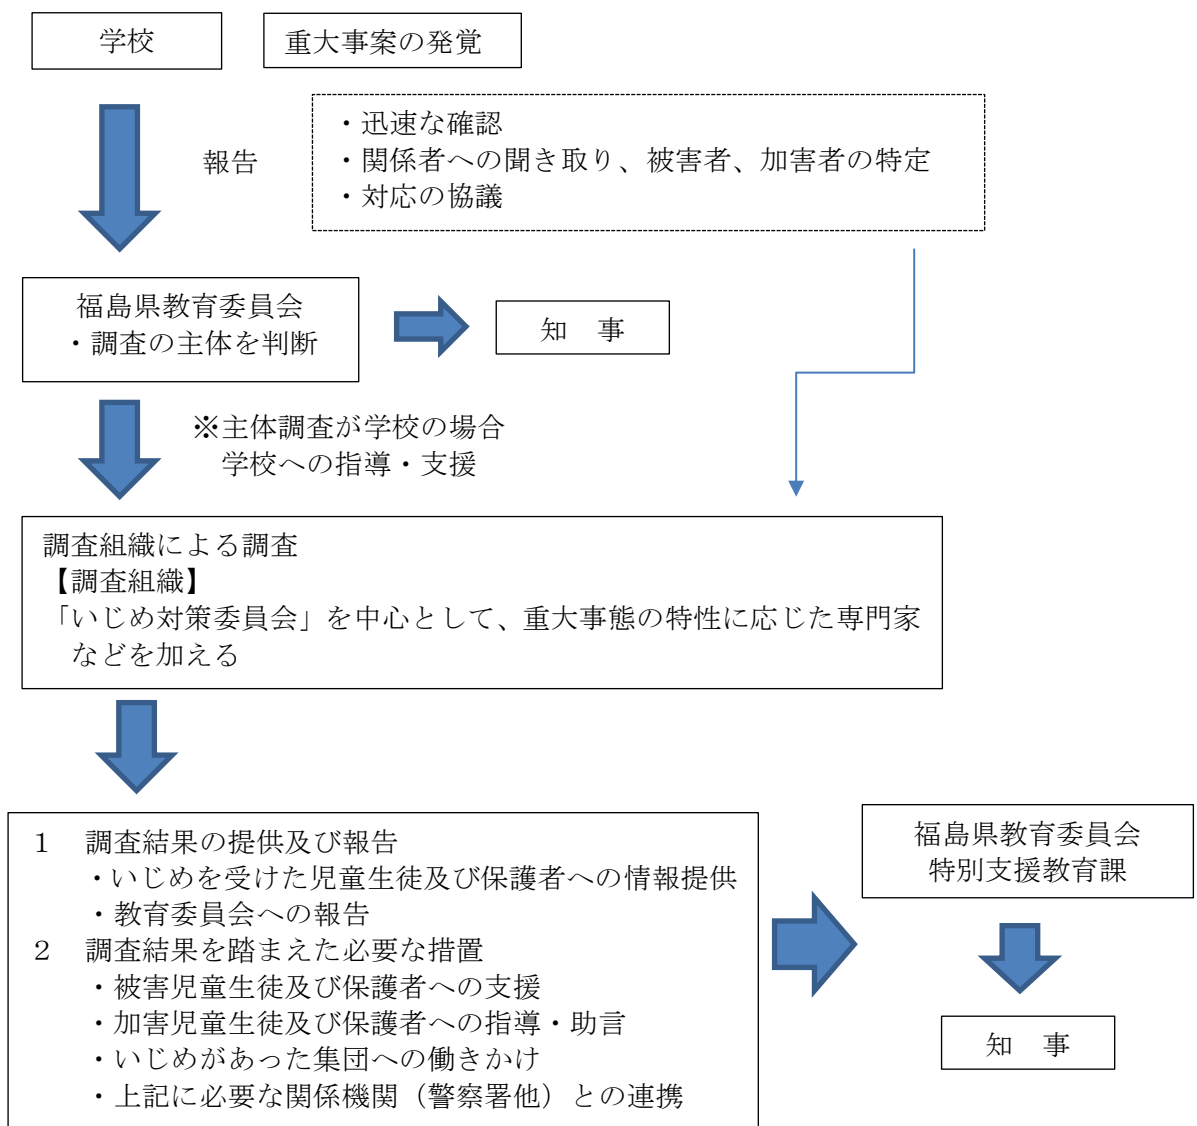 学校
重大事案の発覚
・迅速な確認
・関係者への聞き取り、被害者、加害者の特定
・対応の協議
報告
福島県教育委員会
・調査の主体を判断
知　事
※主体調査が学校の場合
学校への指導・支援
調査組織による調査
【調査組織】
「いじめ対策委員会」を中心として、重大事態の特性に応じた専門家
などを加える
１　調査結果の提供及び報告
・いじめを受けた児童生徒及び保護者への情報提供
・教育委員会への報告
２　調査結果を踏まえた必要な措置
・被害児童生徒及び保護者への支援
・加害児童生徒及び保護者への指導・助言
・いじめがあった集団への働きかけ
・上記に必要な関係機関（警察署他）との連携
福島県教育委員会
特別支援教育課
知　事